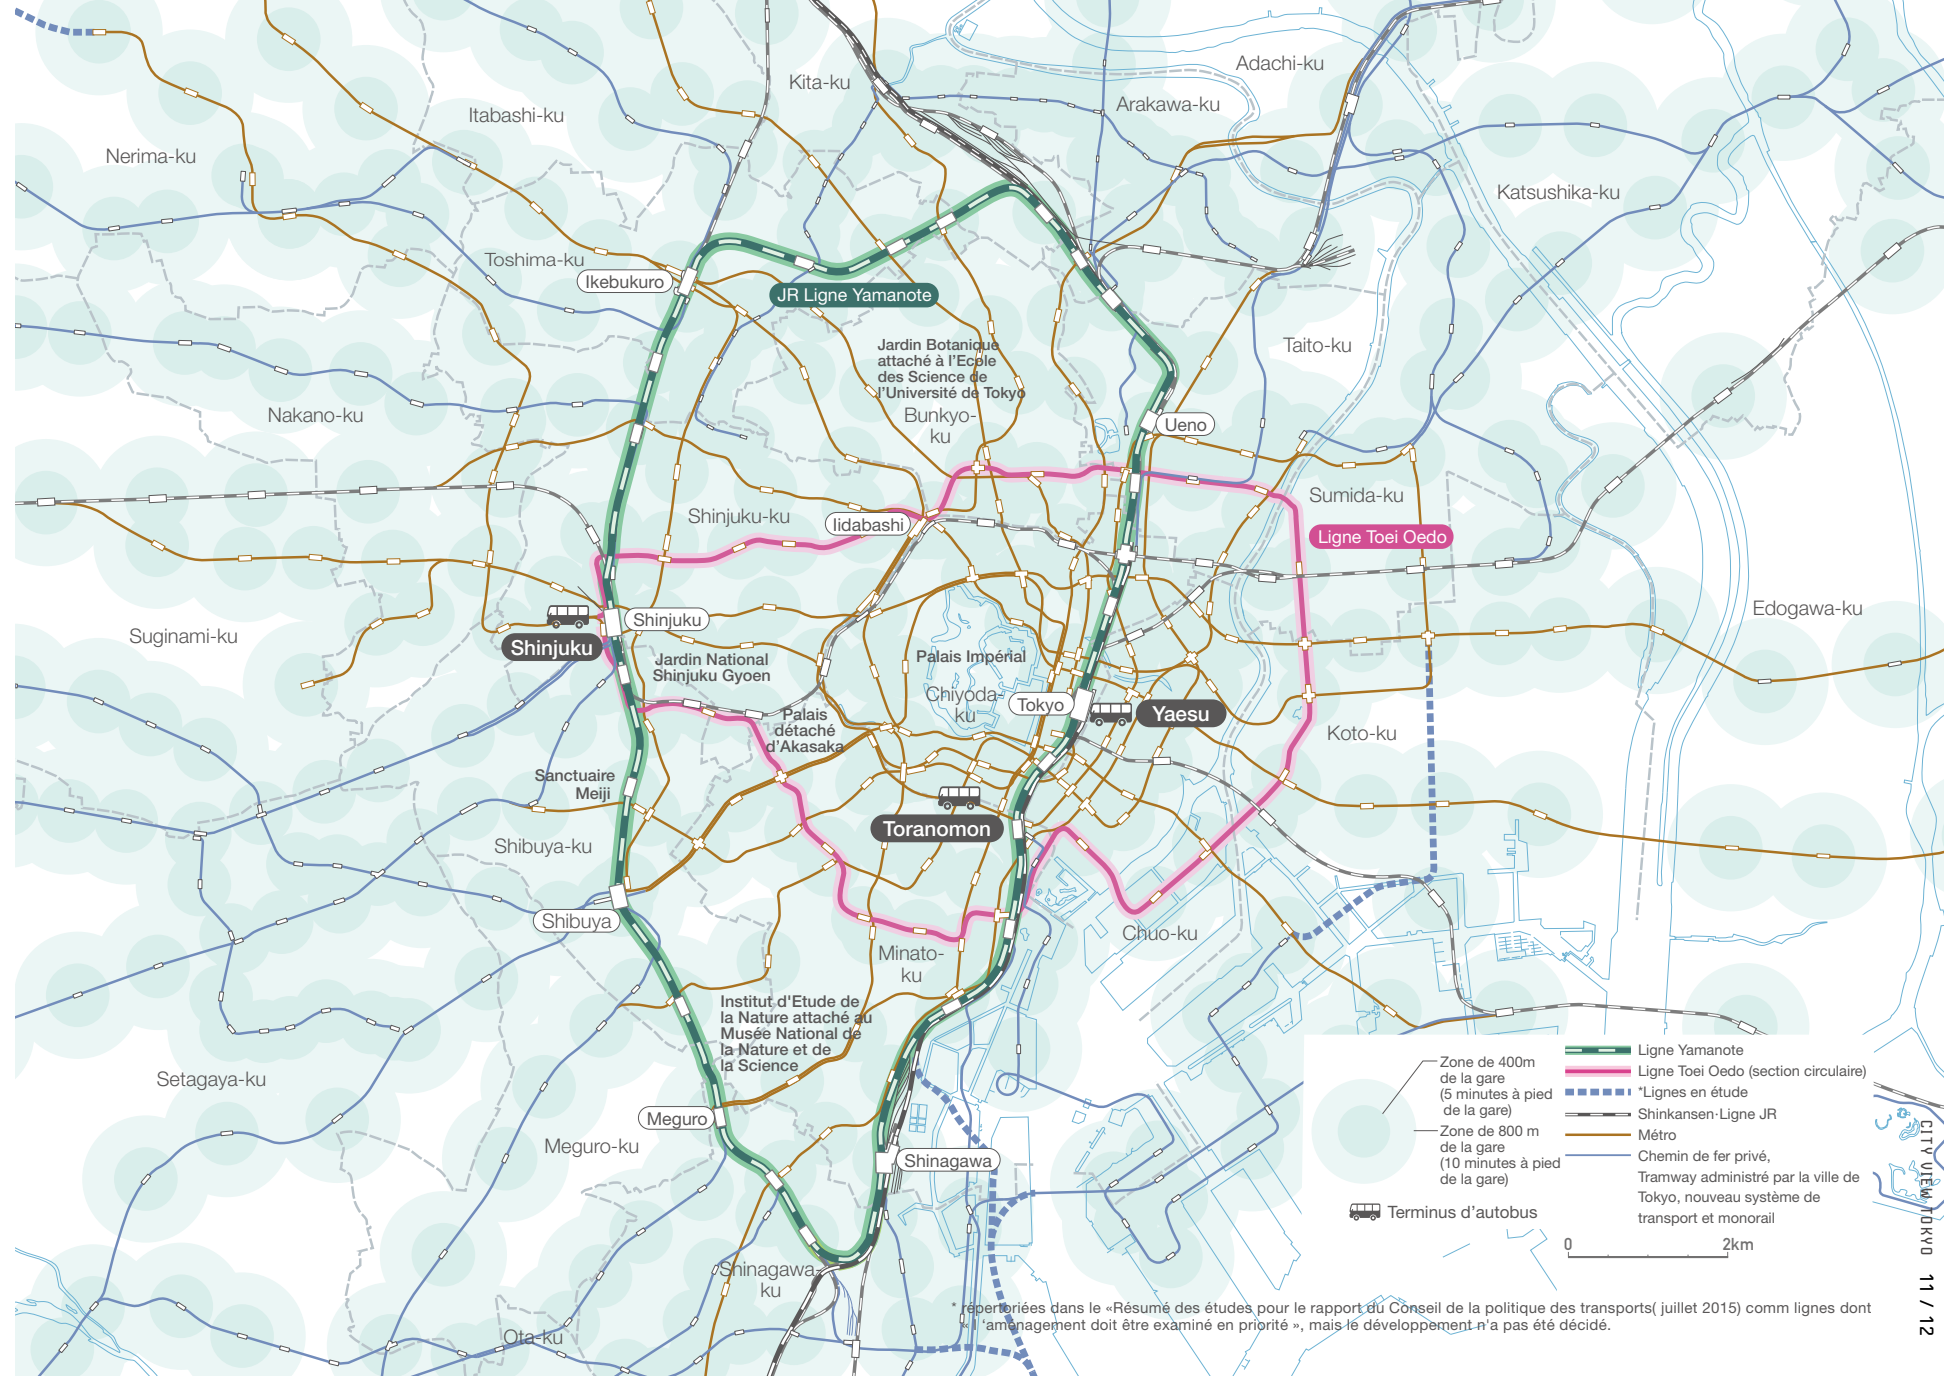 Adachi-ku
Kita-ku
Arakawa-ku
Itabashi-ku
Nerima-ku
Katsushika-ku
Toshima-ku
Ikebukuro
JR Ligne Yamanote
Taito-ku
Jardin Botanique
attaché à l'Ecole
des Science de
l'Université de Tokyo
Nakano-ku
Bunkyo-
ku
Ueno
Sumida-ku
Shinjuku-ku
Iidabashi
Ligne Toei Oedo
Edogawa-ku
Shinjuku
Suginami-ku
Shinjuku
Jardin National
Shinjuku Gyoen
Palais Impérial
Chiyoda-
ku
Tokyo
Yaesu
Palais
détaché
d'Akasaka
Koto-ku
Sanctuaire
Meiji
Toranomon
Shibuya-ku
Shibuya
Chuo-ku
Minato-
ku
Institut d'Etude de
la Nature attaché au
Musée National de
la Nature et de
la Science
Setagaya-ku
Meguro
Meguro-ku
Shinagawa
Shinagawa-
ku
Ota-ku
Zone de 400m
de la gare
(5 minutes à pied
de la gare)
Zone de 800 m
de la gare
(10 minutes à pied
de la gare)
Terminus d'autobus
Ligne Yamanote
Ligne Toei Oedo (section circulaire)
*Lignes en étude
Shinkansen·Ligne JR
Métro
Chemin de fer privé,
Tramway administré par la ville de
Tokyo, nouveau système de
transport et monorail
0 2km
* répertoriées dans le «Résumé des études pour le rapport du Conseil de la politique des transports( juillet 2015) comm lignes dont
« l 'aménagement doit être examiné en priorité », mais le développement n'a pas été décidé.
CITY VIEW TOKYO 11 / 12